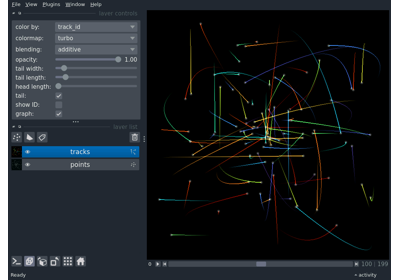 File View Plugins Window Help
layer controls
color by: track_id
colormap: turbo
blending: additive
opacity: 1.00
tail width:
tail length:
head length:
tail:
show ID:
graph:
layer list
tracks
points
100 | 199
Ready
activity